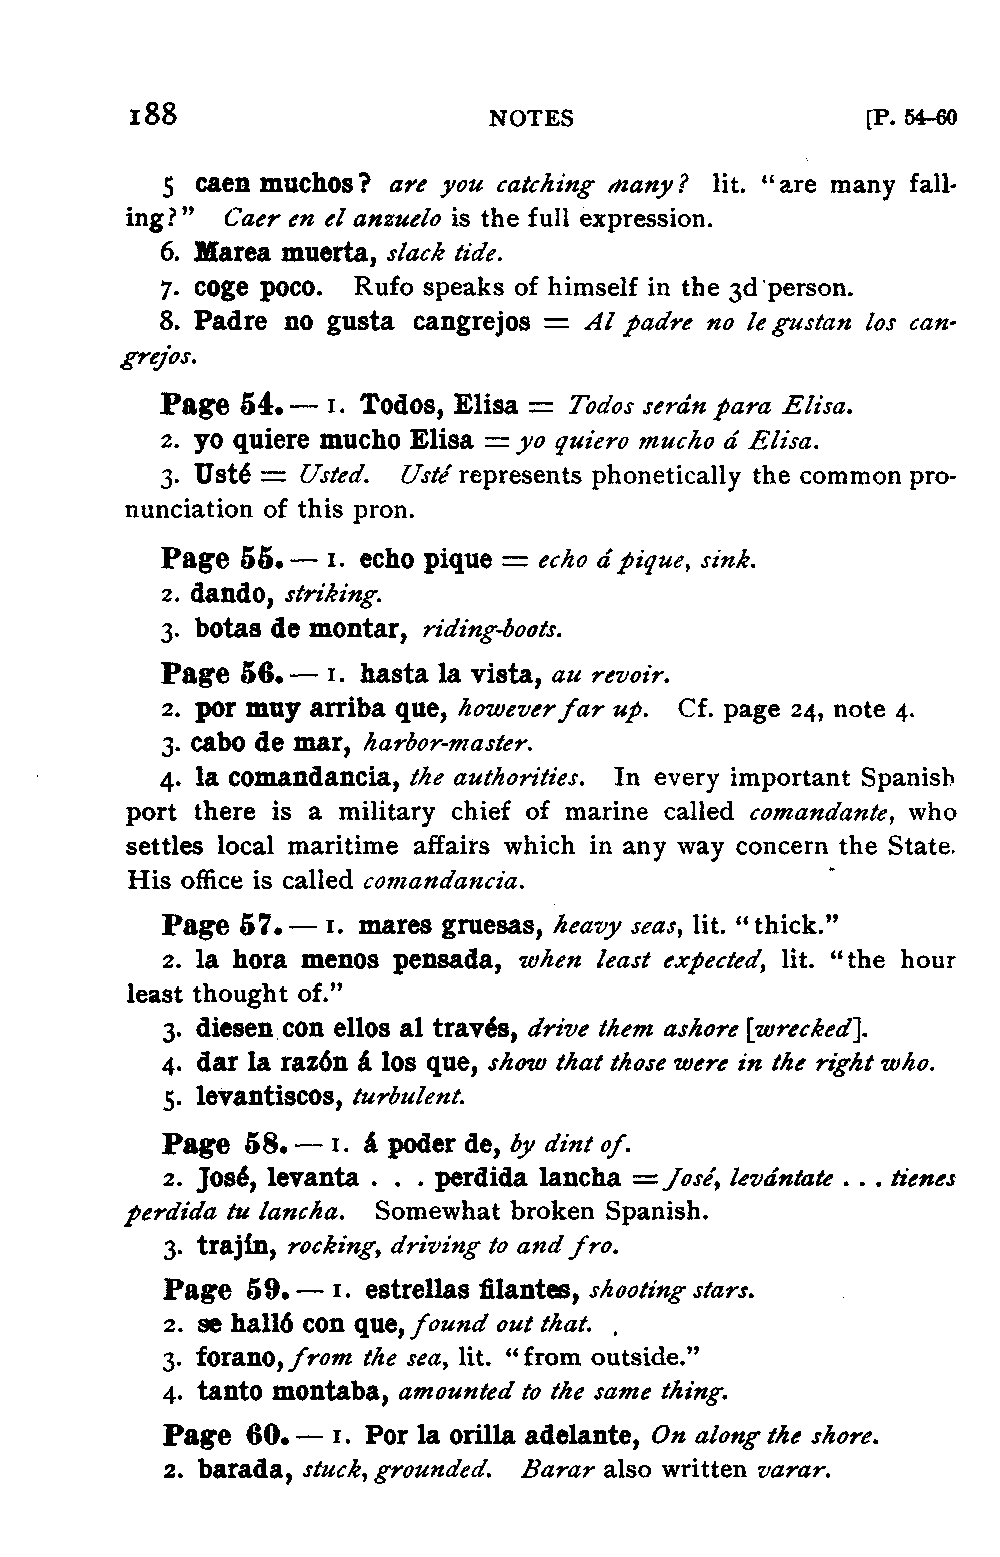 188 NOTES [P. 54–60
5 caen muchos? are you catching many? lit. “are many fall-
ing?” Caer en el anzuelo is the full expression.
6. Marea muerta, slack tide.
7. coge poco. Rufo speaks of himself in the 3d person.
8. Padre no gusta cangrejos = Al padre no le gustan los can-
grejos.
Page 54. — 1. Todos, Elisa = Todos serán para Elisa.
2. yo quiere mucho Elisa = yo quiero mucho á Elisa.
3. Usté = Usted. Usté represents phonetically the common pro-
nunciation of this pron.
Page 55. — 1. echo pique = echo á pique, sink.
2. dando, striking.
3. botas de montar, riding-boots.
Page 56. — 1. hasta la vista, au revoir.
2. por muy arriba que, however far up. Cf. page 24, note 4.
3. cabo de mar, harbor-master.
4. la comandancia, the authorities. In every important Spanish
port there is a military chief of marine called comandante, who
settles local maritime affairs which in any way concern the State.
His office is called comandancia.
Page 57. — 1. mares gruesas, heavy seas, lit. “thick.”
2. la hora menos pensada, when least expected, lit. “the hour
least thought of.”
3. diesen con ellos al través, drive them ashore [wrecked].
4. dar la razón á los que, show that those were in the right who.
5. levantiscos, turbulent.
Page 58. — 1. á poder de, by dint of.
2. José, levanta . . . perdida lancha = José, levántate . . . tienes
perdida tu lancha. Somewhat broken Spanish.
3. trajín, rocking, driving to and fro.
Page 59. — 1. estrellas filantes, shooting stars.
2. se halló con que, found out that.
3. forano, from the sea, lit. “from outside.”
4. tanto montaba, amounted to the same thing.
Page 60. — 1. Por la orilla adelante, On along the shore.
2. barada, stuck, grounded. Barar also written varar.